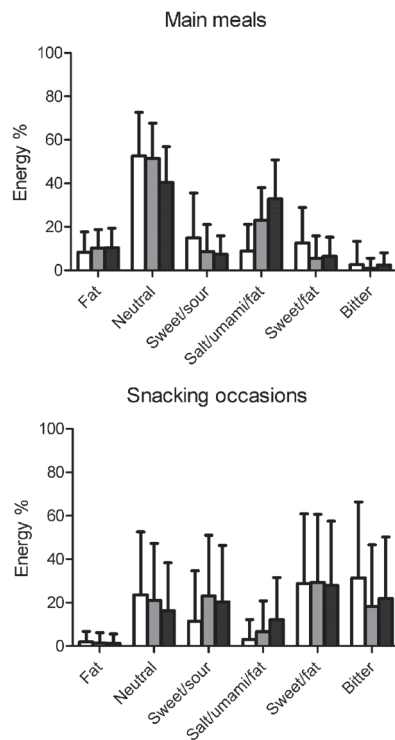 Main meals
100
80
60
40
20
0
Energy %
Fat
Neutral
Sweet/sour
Salt/umami/fat
Sweet/fat
Bitter
Snacking occasions
100
80
60
40
20
0
Energy %
Fat
Neutral
Sweet/sour
Salt/umami/fat
Sweet/fat
Bitter